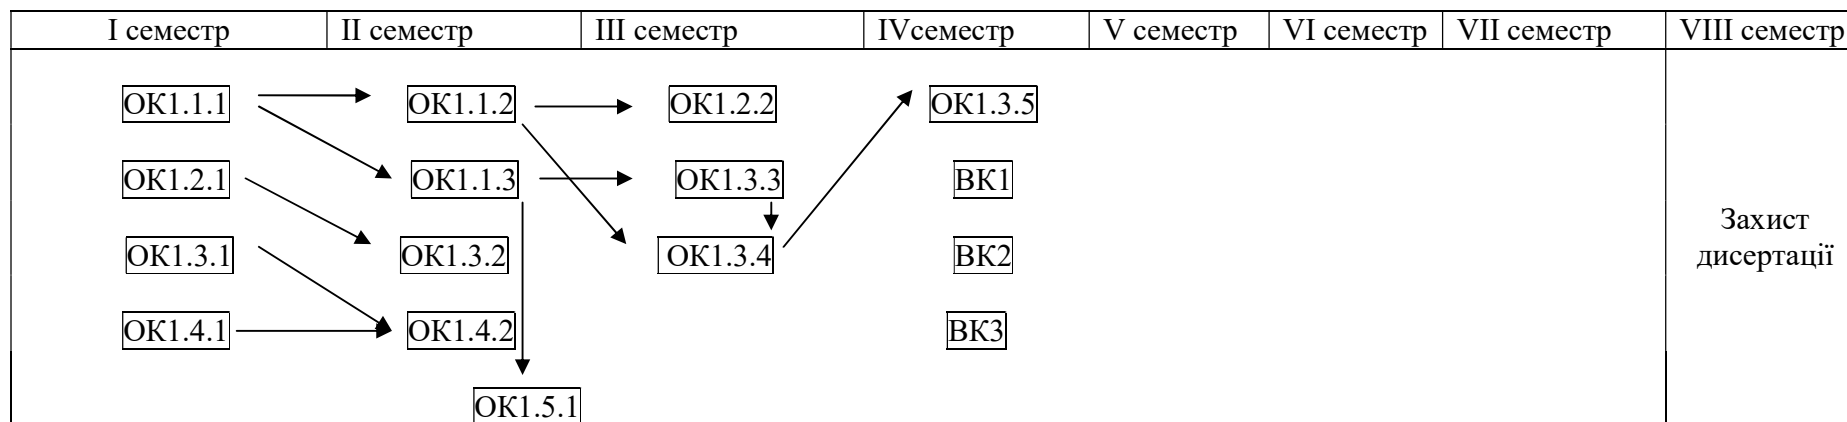 I семестр II семестр III семестр IVсеместр V семестр VI семестр VII семестр VIII семестр
ОК1.1.1 ОК1.1.2 ОК1.2.2 ОК1.3.5
ОК1.2.1 ОК1.1.3 ОК1.3.3 ВК1
Захист
ОК1.3.1 ОК1.3.2 ОК1.3.4 ВК2
дисертації
ОК1.4.1 ОК1.4.2 ВК3
ОК1.5.1